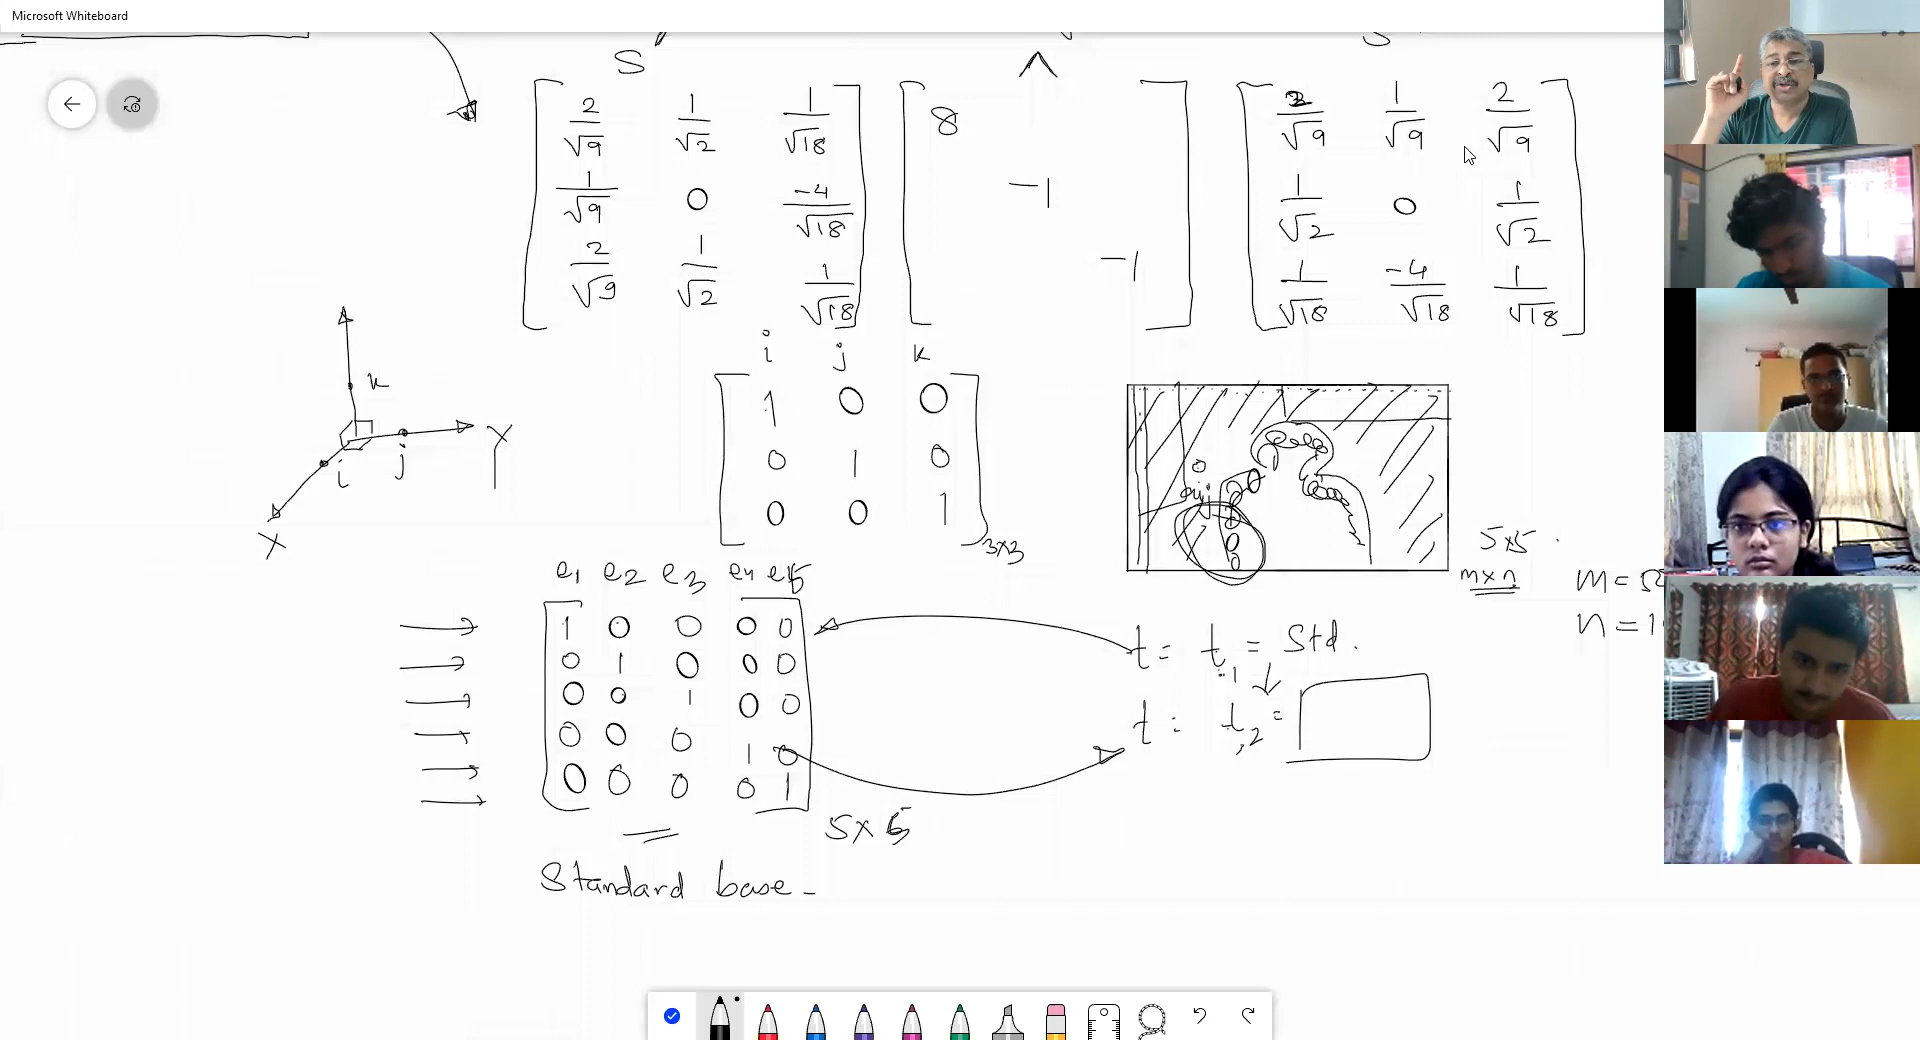 Microsoft Whiteboard
S Λ S
2/√9 1/√2 1/√18 8 2/√9 1/√9 2/√9
1/√9 0 -4/√18 -1 1/√2 0 1/√2
2/√9 1/√2 1/√18 -1 1/√18 -4/√18 1/√18
i j k
1 0 0
0 1 0
0 0 1
3x3
k
i j Y
X
e1 e2 e3 e4 e5
1 0 0 0 0
0 1 0 0 0
0 0 1 0 0
0 0 0 1 0
0 0 0 0 1
5x5
Standard base
5x5
mxn
m =
n = 1
t = t1 = Std.
t = t2 =